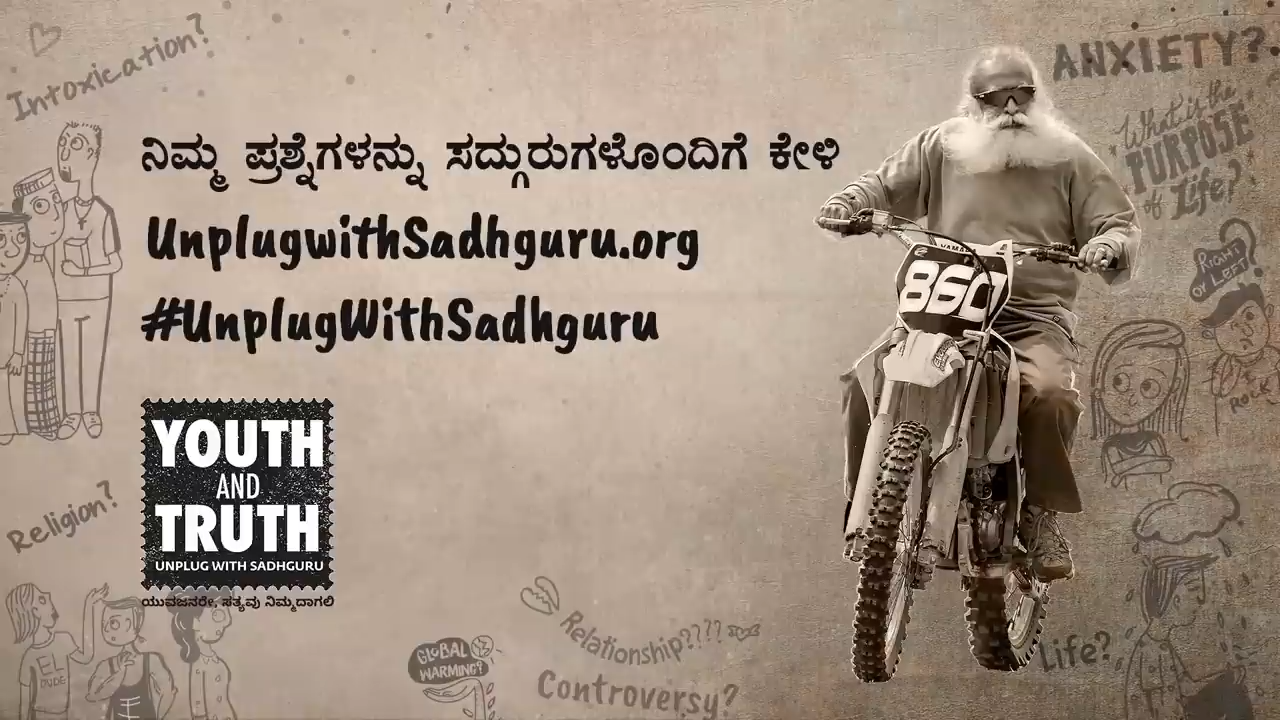 Intoxication?
ANXIETY?
What is the
PURPOSE
of Life?
ನಿಮ್ಮ ಪ್ರಶ್ನೆಗಳನ್ನು ಸದ್ಗುರುಗಳೊಂದಿಗೆ ಕೇಳಿ
UnplugwithSadhguru.org
#UnplugWithSadhguru
YAMAHA
860
RIGHT
OR LEFT
ROCK
YOUTH
AND
TRUTH
UNPLUG WITH SADHGURU
ಯುವಜನರೇ, ಸತ್ಯವು ನಿಮ್ಮದಾಗಲಿ
Religion?
EL
DUDE
GLOBAL
WARMING?
Relationship????
Controversy?
Life?